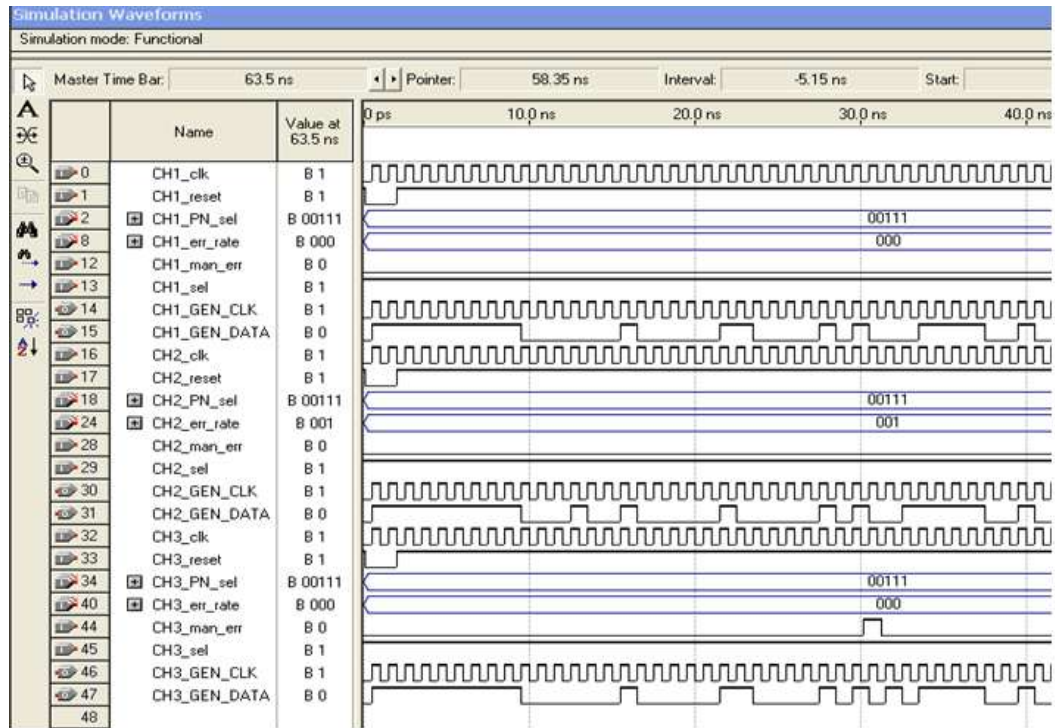 Simulation Waveforms
Simulation mode: Functional
Master Time Bar: 63.5 ns Pointer: 58.35 ns Interval: -5.15 ns Start:
Name Value at 63.5 ns 0 ps 10.0 ns 20.0 ns 30.0 ns 40.0 ns
0 CH1_clk B 1
1 CH1_reset B 1
2 CH1_PN_sel B 00111 00111
8 CH1_err_rate B 000 000
12 CH1_man_err B 0
13 CH1_sel B 1
14 CH1_GEN_CLK B 1
15 CH1_GEN_DATA B 0
16 CH2_clk B 1
17 CH2_reset B 1
18 CH2_PN_sel B 00111 00111
24 CH2_err_rate B 001 001
28 CH2_man_err B 0
29 CH2_sel B 1
30 CH2_GEN_CLK B 1
31 CH2_GEN_DATA B 0
32 CH3_clk B 1
33 CH3_reset B 1
34 CH3_PN_sel B 00111 00111
40 CH3_err_rate B 000 000
44 CH3_man_err B 0
45 CH3_sel B 1
46 CH3_GEN_CLK B 1
47 CH3_GEN_DATA B 0
48